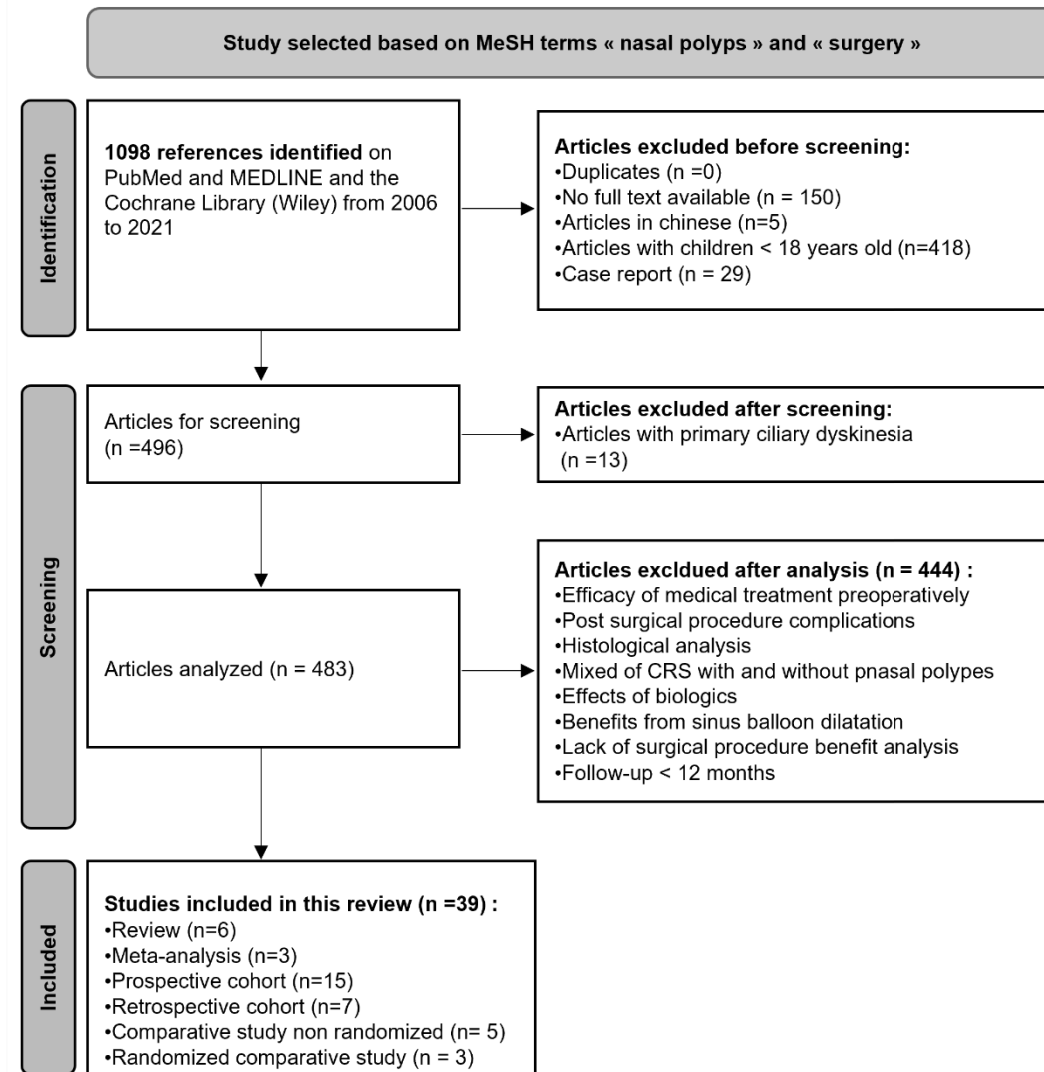 Study selected based on MeSH terms « nasal polyps » and « surgery »
Identification
1098 references identified on
PubMed and MEDLINE and the
Cochrane Library (Wiley) from 2006
to 2021
Articles excluded before screening:
•Duplicates (n =0)
•No full text available (n = 150)
•Articles in chinese (n=5)
•Articles with children < 18 years old (n=418)
•Case report (n = 29)
Screening
Articles for screening
(n =496)
Articles excluded after screening:
•Articles with primary ciliary dyskinesia
(n =13)
Articles analyzed (n = 483)
Articles excldued after analysis (n = 444) :
•Efficacy of medical treatment preoperatively
•Post surgical procedure complications
•Histological analysis
•Mixed of CRS with and without pnasal polypes
•Effects of biologics
•Benefits from sinus balloon dilatation
•Lack of surgical procedure benefit analysis
•Follow-up < 12 months
Included
Studies included in this review (n =39) :
•Review (n=6)
•Meta-analysis (n=3)
•Prospective cohort (n=15)
•Retrospective cohort (n=7)
•Comparative study non randomized (n= 5)
•Randomized comparative study (n = 3)